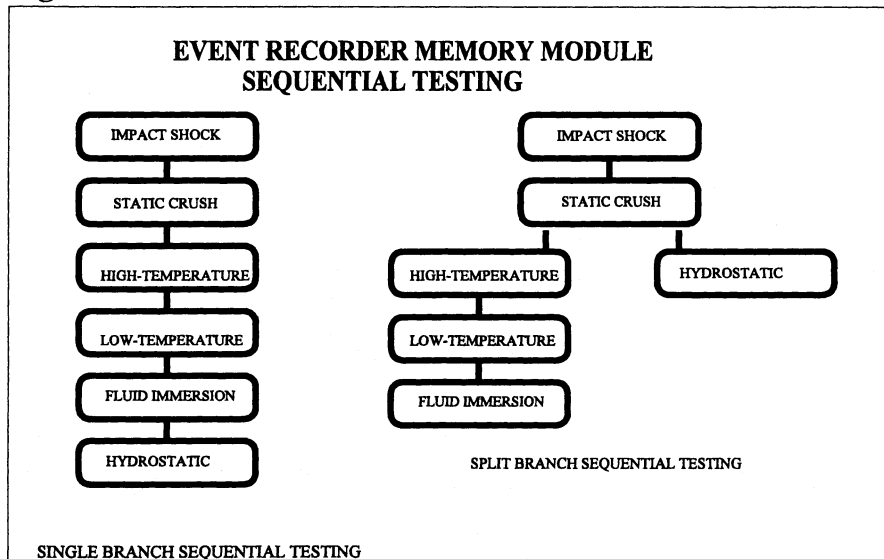 EVENT RECORDER MEMORY MODULE
SEQUENTIAL TESTING
IMPACT SHOCK
STATIC CRUSH
HIGH-TEMPERATURE
LOW-TEMPERATURE
FLUID IMMERSION
HYDROSTATIC
SINGLE BRANCH SEQUENTIAL TESTING
IMPACT SHOCK
STATIC CRUSH
HIGH-TEMPERATURE
HYDROSTATIC
LOW-TEMPERATURE
FLUID IMMERSION
SPLIT BRANCH SEQUENTIAL TESTING